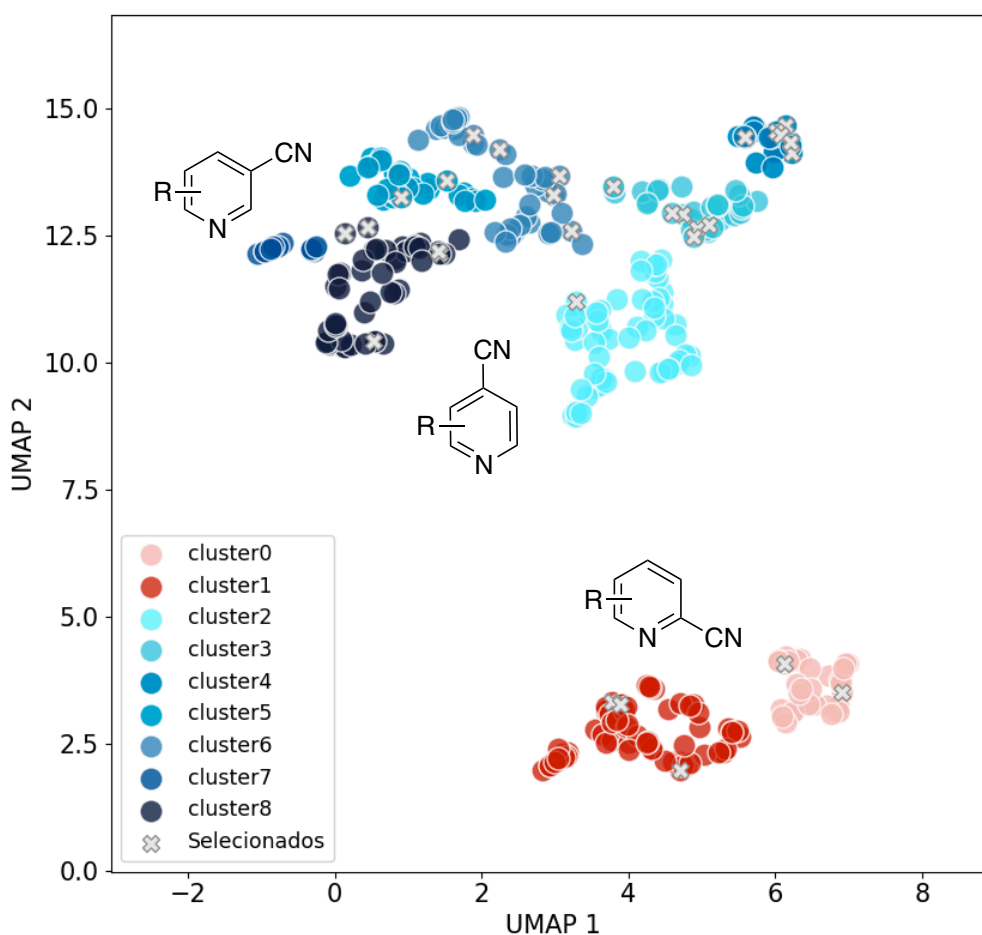 15.0
12.5
10.0
7.5
5.0
2.5
0.0
UMAP 2
CN
R
N
CN
R
N
R
N
CN
cluster0
cluster1
cluster2
cluster3
cluster4
cluster5
cluster6
cluster7
cluster8
Selecionados
−2 0 2 4 6 8
UMAP 1